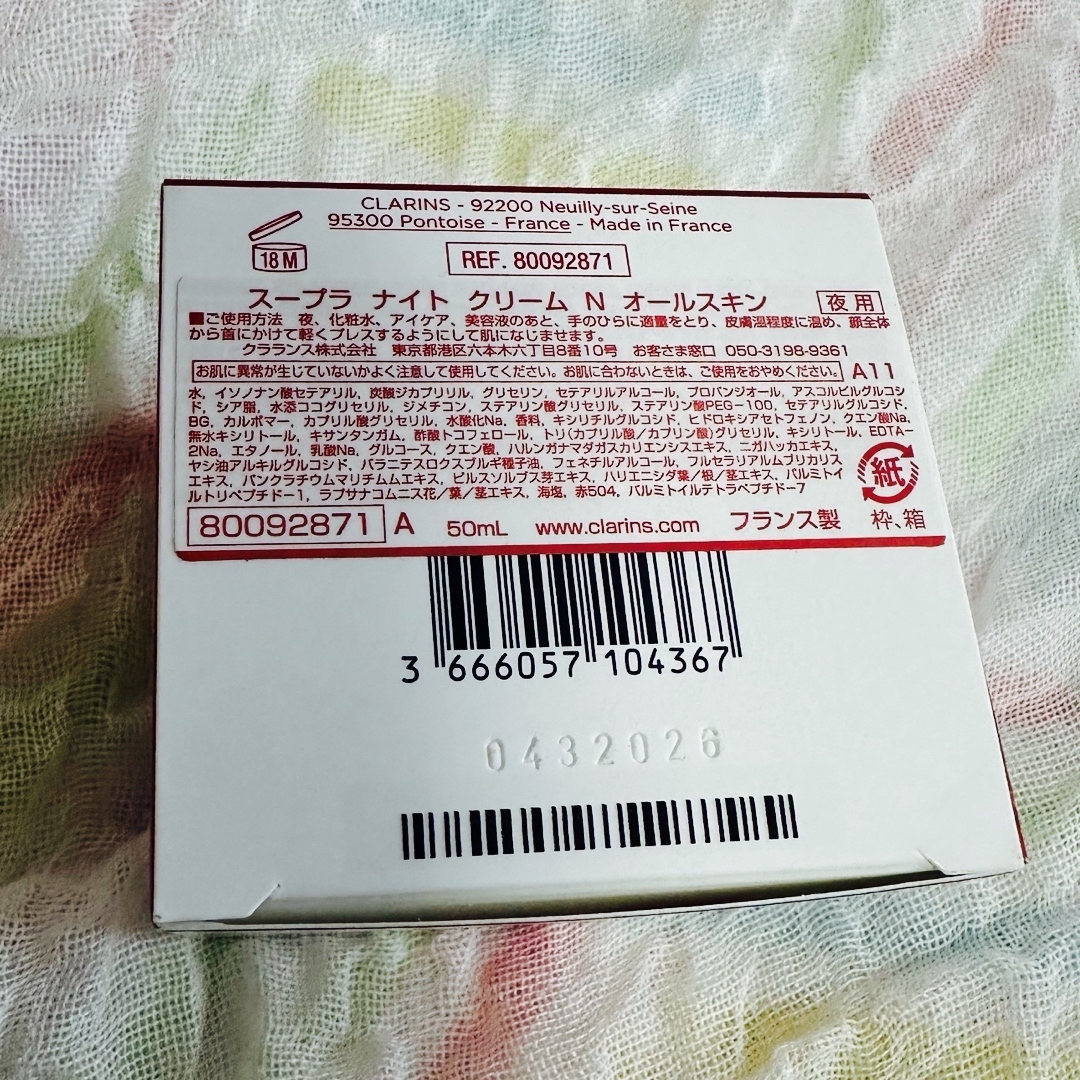 CLARINS - 92200 Neuilly-sur-Seine
95300 Pontoise - France - Made in France
18 M
REF. 80092871
スープラ ナイト クリーム N オールスキン 夜用
■ご使用方法 夜、化粧水、アイケア、美容液のあと、手のひらに適量をとり、皮膚温程度に温め、顔全体
から首にかけて軽くプレスするようにして肌になじませます。
クラランス株式会社 東京都港区六本木六丁目8番10号 お客さま窓口 050-3198-9361
お肌に異常が生じていないかよく注意して使用してください。お肌に合わないときは、ご使用をおやめください。 A11
水, イソノナン酸セテアリル, 炭酸ジカプリリル, グリセリン, セテアリルアルコール, プロパンジオール, アスコルビルグルコシ
ド, シア脂, 水添ココグリセリル, ジメチコン, ステアリン酸グリセリル, ステアリン酸PEG-100, セテアリルグルコシド,
BG, カルボマー, カプリル酸グリセリル, 水酸化Na, 香料, キシリチルグルコシド, ヒドロキシアセトフェノン, クエン酸Na,
無水キシリトール, キサンタンガム, 酢酸トコフェロール, トリ(カプリル酸/カプリン酸)グリセリル, キシリトール, EDTA-
2Na, エタノール, 乳酸Na, グルコース, クエン酸, ハルンガナマダガスカリエンシスエキス, ニガハッカエキス,
ヤシ油アルキルグルコシド, バラニテスロクスブルギ種子油, フェネチルアルコール, フルセラリアルムブリカリス
エキス, パンクラチウムマリチムムエキス, ピルスソルブス芽エキス, ハリエニシダ葉/根/茎エキス, パルミトイ
ルトリペプチド-1, ラプサナコムニス花/葉/茎エキス, 海塩, 赤504, パルミトイルテトラペプチド-7
紙
80092871 A 50mL www.clarins.com フランス製 枠、箱
3 666057 104367
0432026